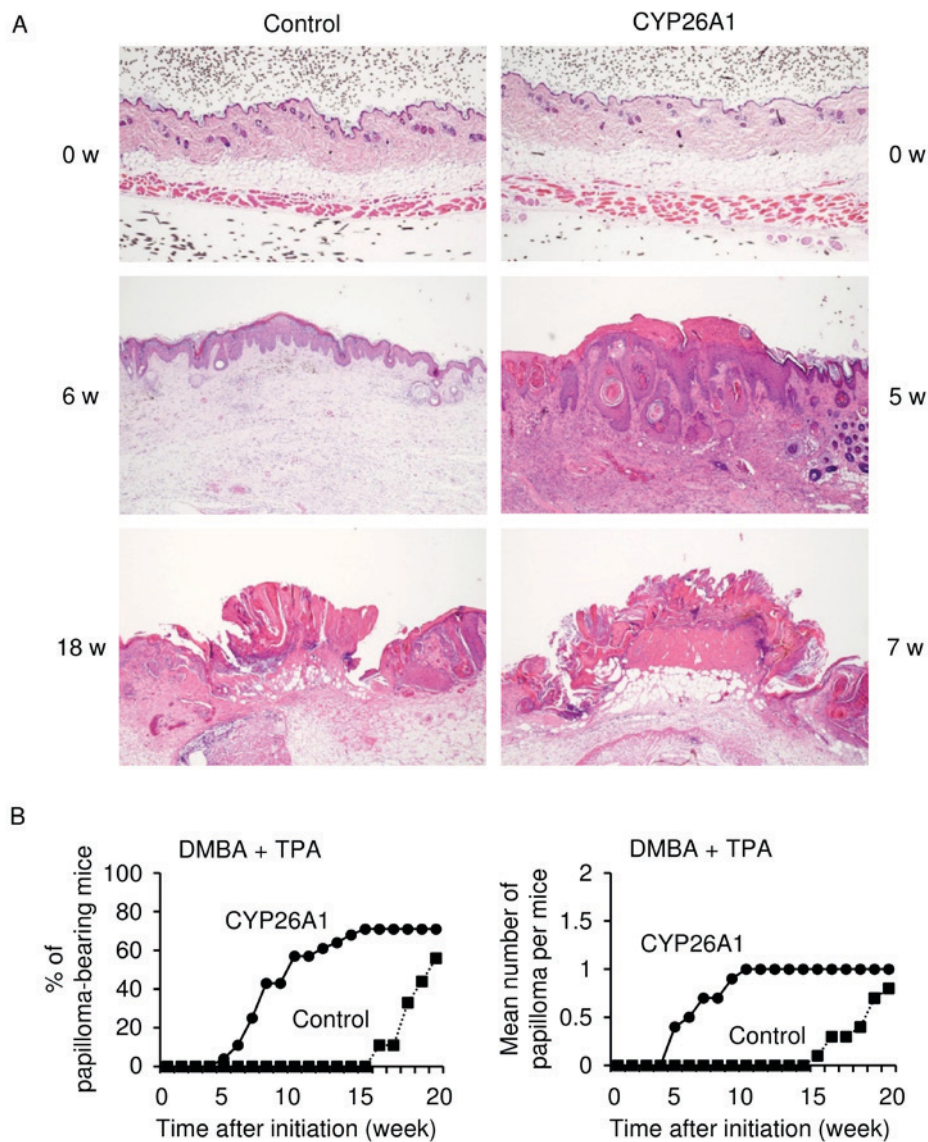 A
Control
CYP26A1
0 w
0 w
6 w
5 w
18 w
7 w
B
DMBA + TPA
% of
papilloma-bearing mice
100
80
60
40
20
0
CYP26A1
Control
0
5
10
15
20
Time after initiation (week)
DMBA + TPA
Mean number of
papilloma per mice
2
1.5
1
0.5
0
CYP26A1
Control
0
5
10
15
20
Time after initiation (week)